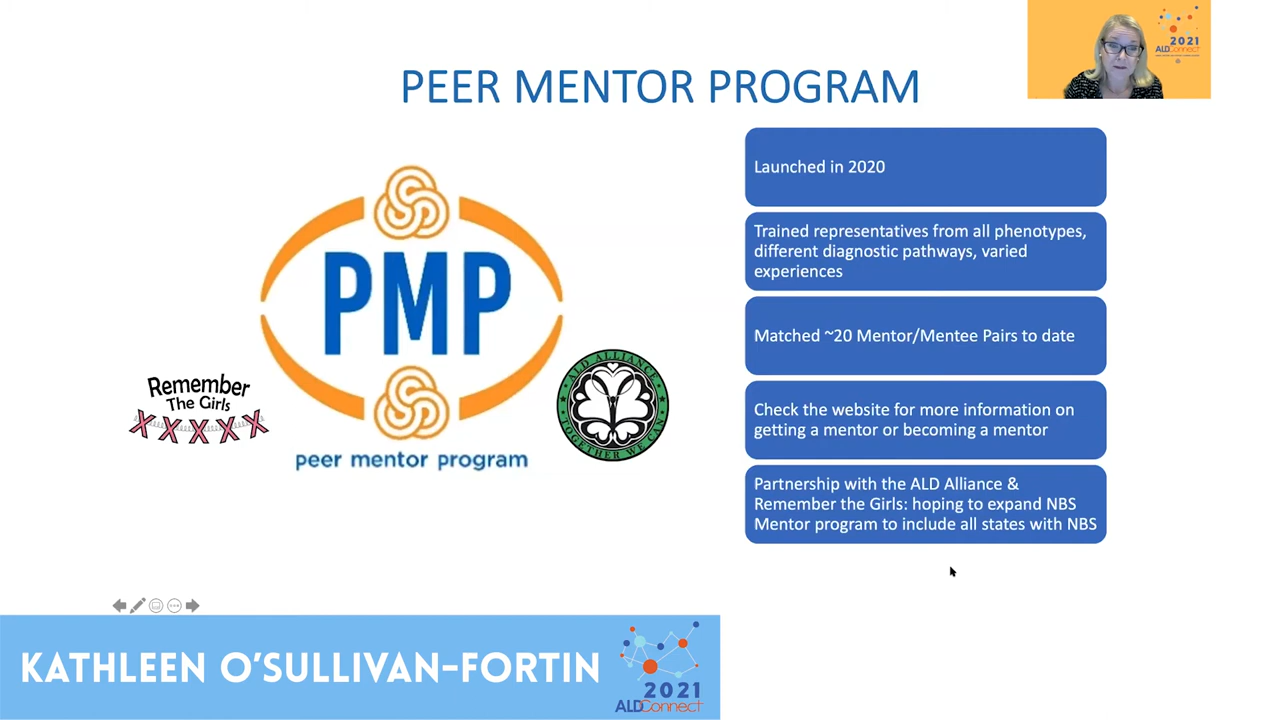 PEER MENTOR PROGRAM
2021
ALDConnect
Launched in 2020
Trained representatives from all phenotypes,
different diagnostic pathways, varied
experiences
Matched ~20 Mentor/Mentee Pairs to date
Check the website for more information on
getting a mentor or becoming a mentor
Partnership with the ALD Alliance &
Remember the Girls: hoping to expand NBS
Mentor program to include all states with NBS
PMP
peer mentor program
Remember
The Girls
XXXXX
ALD ALLIANCE
TOGETHER WE CAN
KATHLEEN O'SULLIVAN-FORTIN
2021
ALDConnect